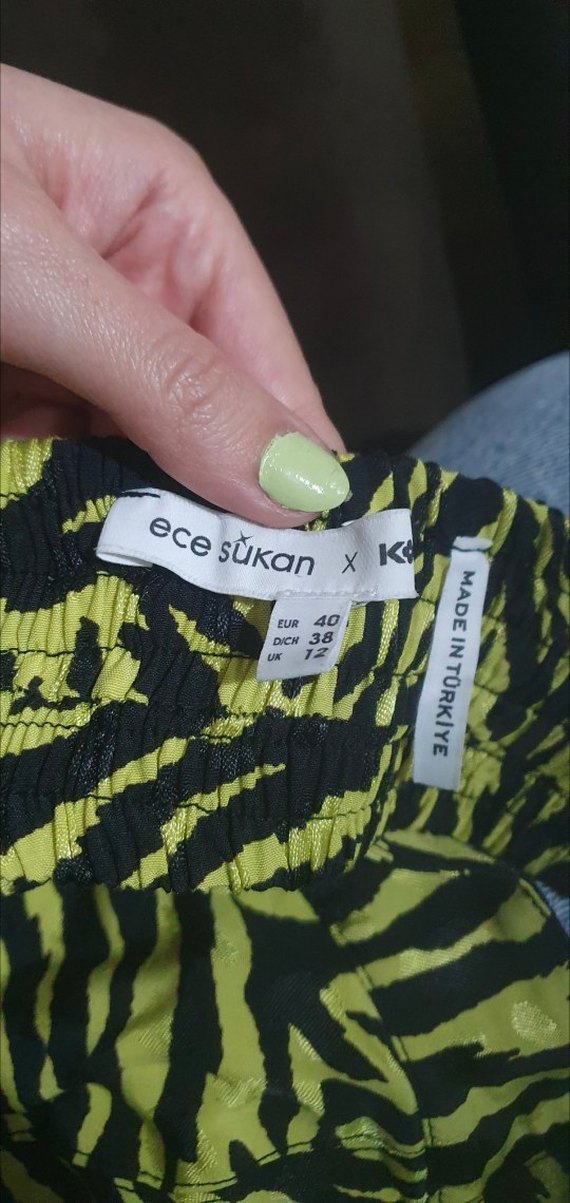 ece sükan x
EUR 40
D/CH 38
UK 12
MADE IN TÜRKİYE